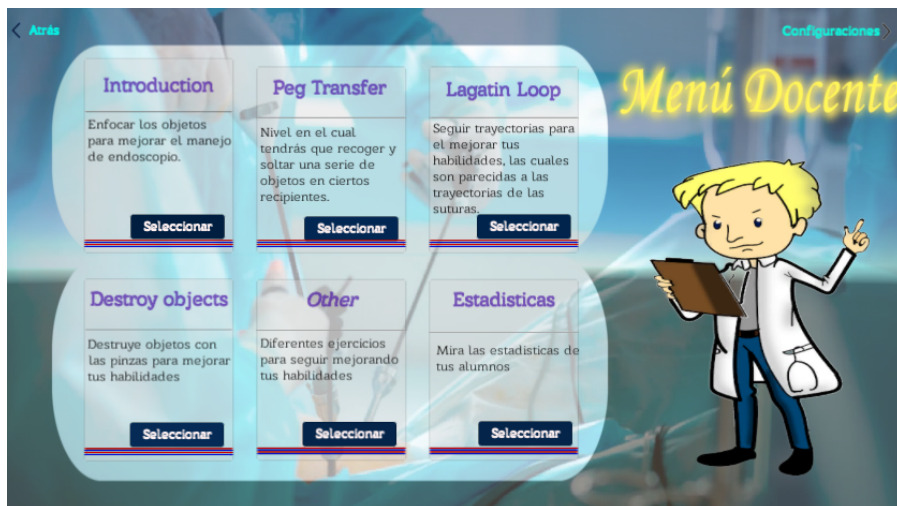 Atrás
Configuraciones
Menú Docente
Introduction
Enfocar los objetos
para mejorar el manejo
de endoscopio.
Seleccionar
Peg Transfer
Nivel en el cual
tendrás que recoger y
soltar una serie de
objetos en ciertos
recipientes.
Seleccionar
Lagatin Loop
Seguir trayectorias para
el mejorar tus
habilidades, las cuales
son parecidas a las
trayectorias de las
suturas.
Seleccionar
Destroy objects
Destruye objetos con
las pinzas para mejorar
tus habilidades
Seleccionar
Other
Diferentes ejercicios
para seguir mejorando
tus habilidades
Seleccionar
Estadisticas
Mira las estadisticas de
tus alumnos
Seleccionar